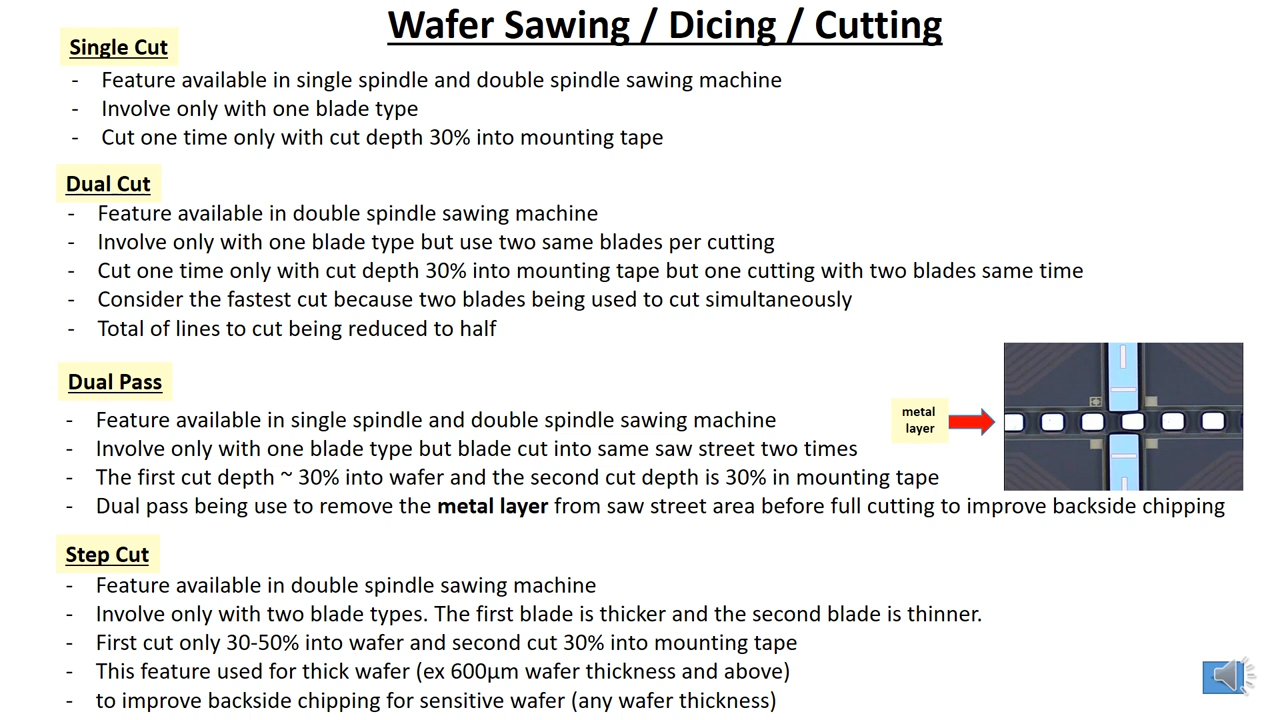 Wafer Sawing / Dicing / Cutting
Single Cut
- Feature available in single spindle and double spindle sawing machine
- Involve only with one blade type
- Cut one time only with cut depth 30% into mounting tape
Dual Cut
- Feature available in double spindle sawing machine
- Involve only with one blade type but use two same blades per cutting
- Cut one time only with cut depth 30% into mounting tape but one cutting with two blades same time
- Consider the fastest cut because two blades being used to cut simultaneously
- Total of lines to cut being reduced to half
Dual Pass
- Feature available in single spindle and double spindle sawing machine
- Involve only with one blade type but blade cut into same saw street two times
- The first cut depth ~ 30% into wafer and the second cut depth is 30% in mounting tape
- Dual pass being use to remove the metal layer from saw street area before full cutting to improve backside chipping
metal
layer
Step Cut
- Feature available in double spindle sawing machine
- Involve only with two blade types. The first blade is thicker and the second blade is thinner.
- First cut only 30-50% into wafer and second cut 30% into mounting tape
- This feature used for thick wafer (ex 600µm wafer thickness and above)
- to improve backside chipping for sensitive wafer (any wafer thickness)